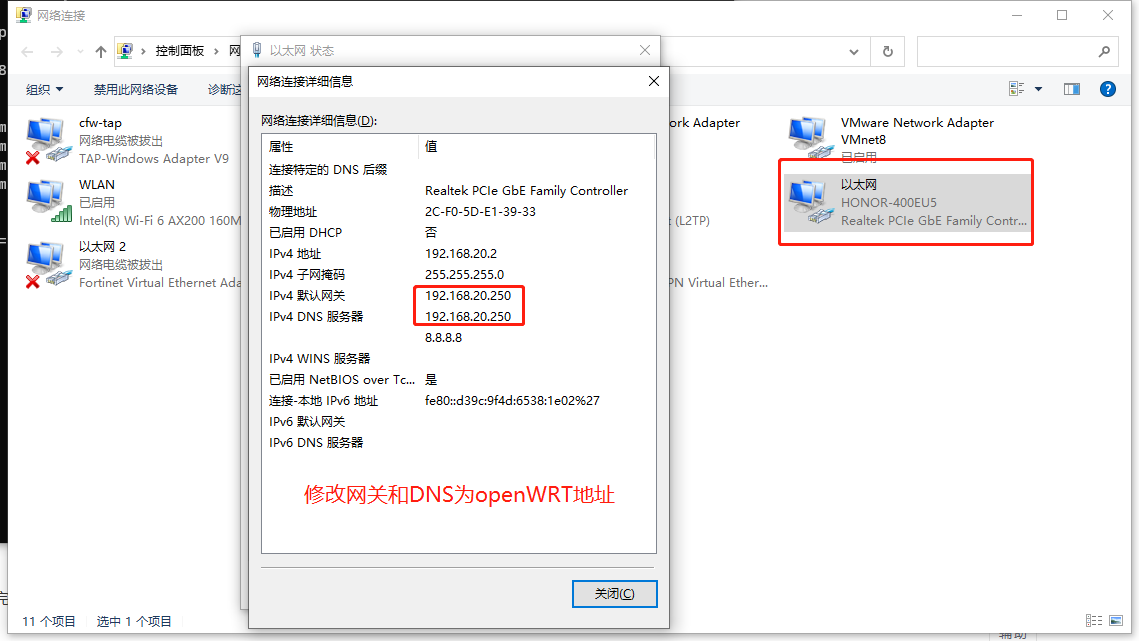 网络连接
控制面板
网
以太网 状态
组织
禁用此网络设备
诊断这
网络连接详细信息
网络连接详细信息(D):
属性
值
连接特定的 DNS 后缀
描述
Realtek PCIe GbE Family Controller
物理地址
2C-F0-5D-E1-39-33
已启用 DHCP
否
IPv4 地址
192.168.20.2
IPv4 子网掩码
255.255.255.0
IPv4 默认网关
192.168.20.250
IPv4 DNS 服务器
192.168.20.250
8.8.8.8
IPv4 WINS 服务器
已启用 NetBIOS over Tc...
是
连接-本地 IPv6 地址
fe80::d39c:9f4d:6538:1e02%27
IPv6 默认网关
IPv6 DNS 服务器
修改网关和DNS为openWRT地址
关闭(C)
cfw-tap
网络电缆被拔出
TAP-Windows Adapter V9
WLAN
已启用
Intel(R) Wi-Fi 6 AX200 160M
以太网 2
网络电缆被拔出
Fortinet Virtual Ethernet Ada
ork Adapter
(L2TP)
PN Virtual Ether...
VMware Network Adapter
VMnet8
已启用
以太网
HONOR-400EU5
Realtek PCIe GbE Family Contr...
11 个项目
选中 1 个项目